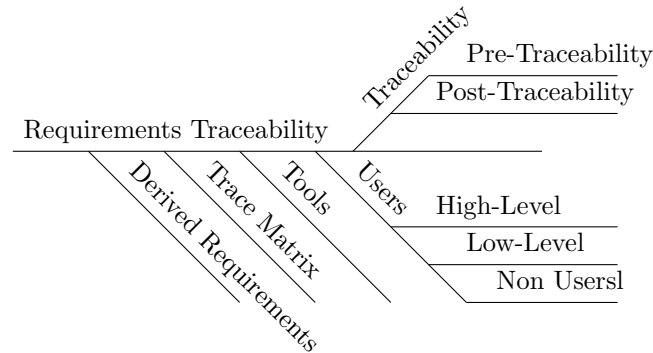 Traceability
Pre-Traceability
Post-Traceability
Requirements Traceability
Derived Requirements
Trace Matrix
Tools
Users
High-Level
Low-Level
Non Usersl